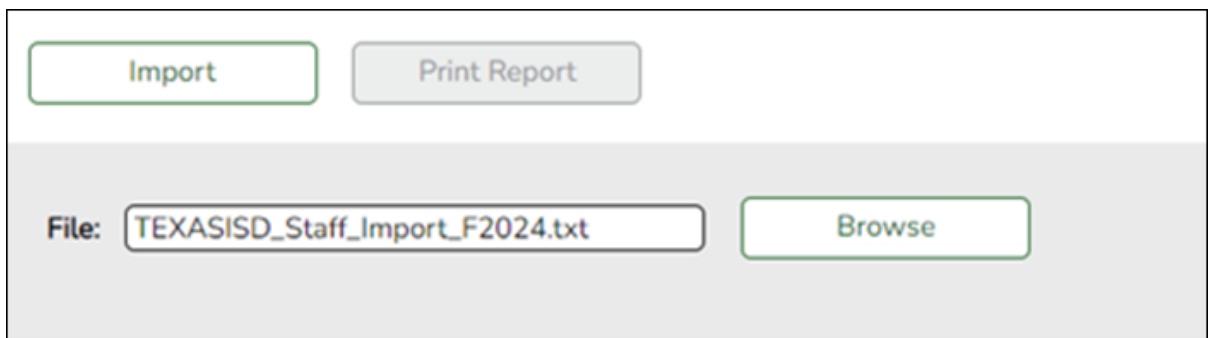 Import Print Report
File: TEXASISD_Staff_Import_F2024.txt Browse